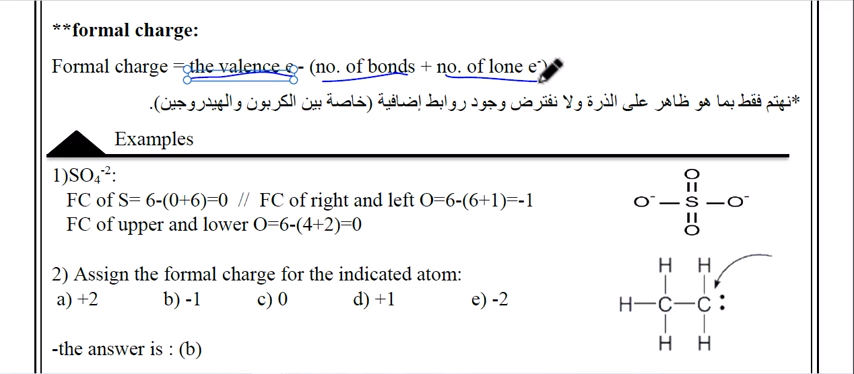 **formal charge:
Formal charge =the valence e- (no. of bonds + no. of lone e⁻)
*نهتم فقط بما هو ظاهر على الذرة ولا نفترض وجود روابط إضافية (خاصة بين الكربون والهيدروجين).
Examples
1)SO₄⁻²:
FC of S= 6-(0+6)=0 // FC of right and left O=6-(6+1)=-1
FC of upper and lower O=6-(4+2)=0
O
O⁻ S O⁻
O
2) Assign the formal charge for the indicated atom:
a) +2 b) -1 c) 0 d) +1 e) -2
H H
H—C—C:
H H
-the answer is : (b)